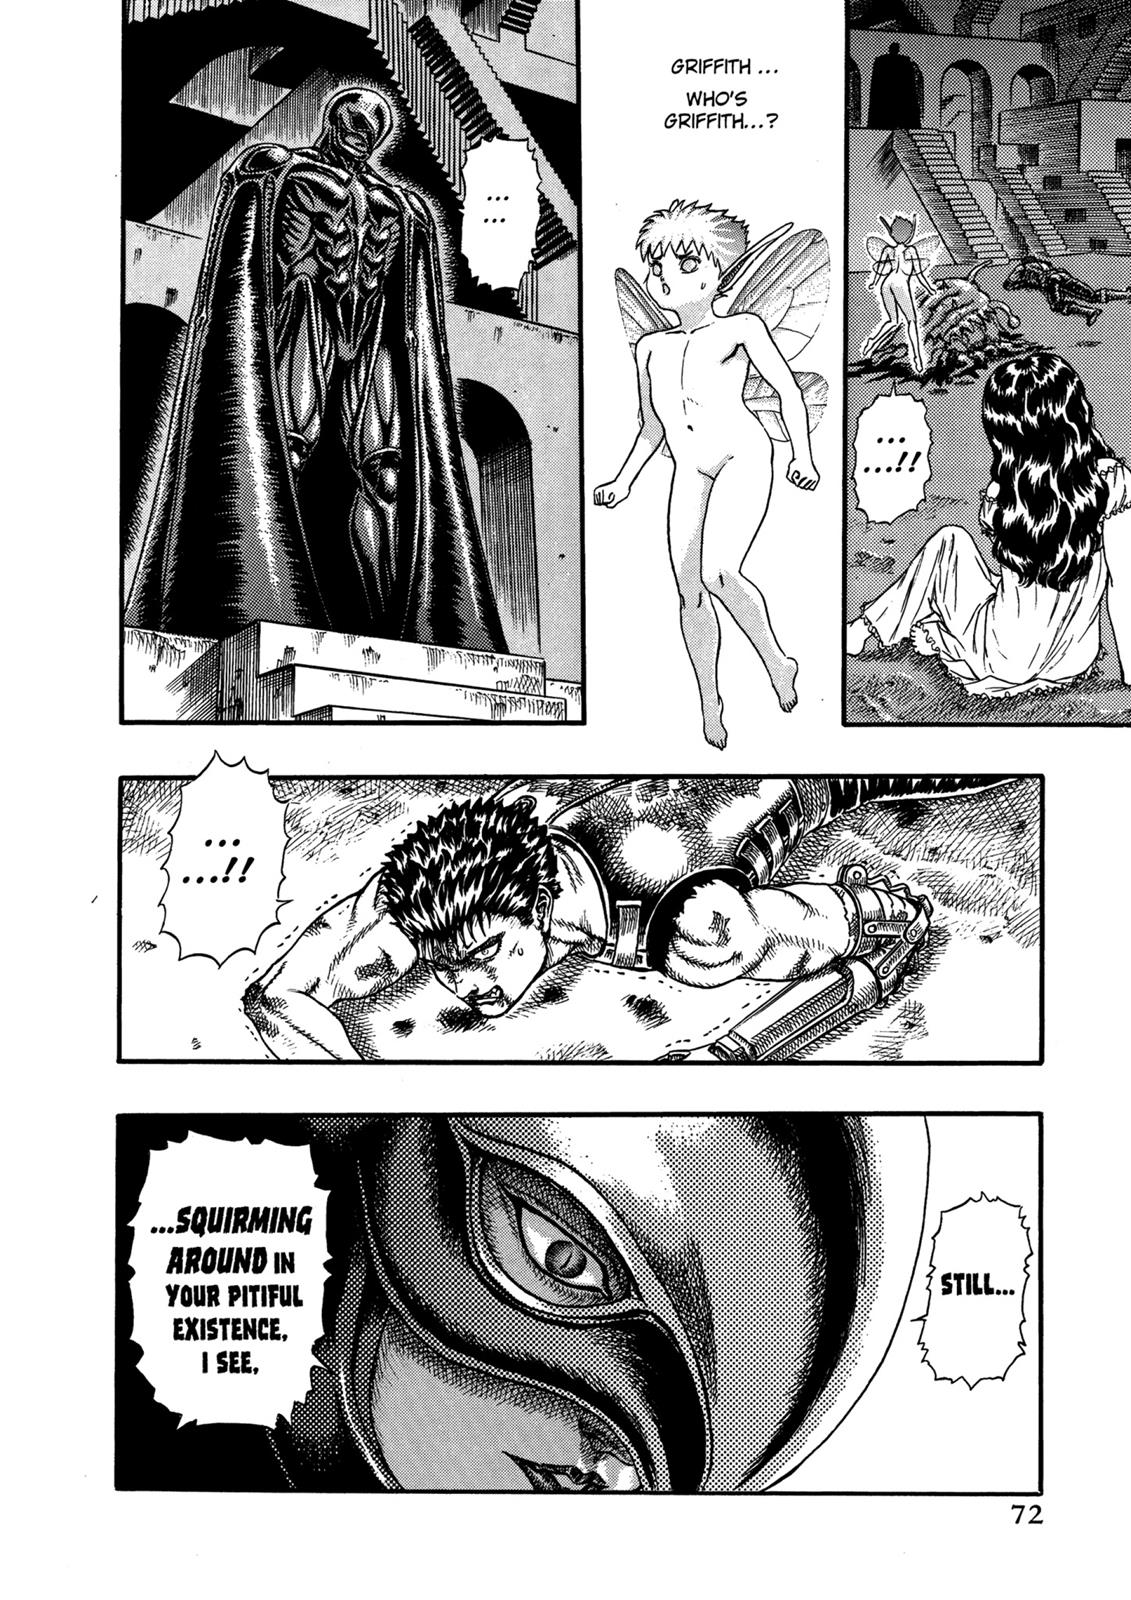 ...
...!!
GRIFFITH ...
WHO'S
GRIFFITH...?
...
...
...
...!!
STILL...
...SQUIRMING
AROUND IN
YOUR PITIFUL
EXISTENCE,
I SEE,
72